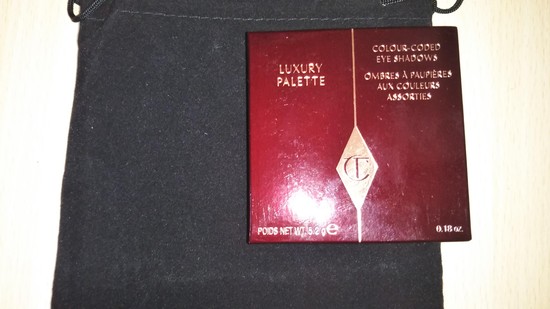 LUXURY
PALETTE
COLOUR-CODED
EYE SHADOWS
OMBRES À PAUPIÈRES
AUX COULEURS
ASSORTIES
CT
POIDS NET WT. 5.2 g e
0.18 oz.